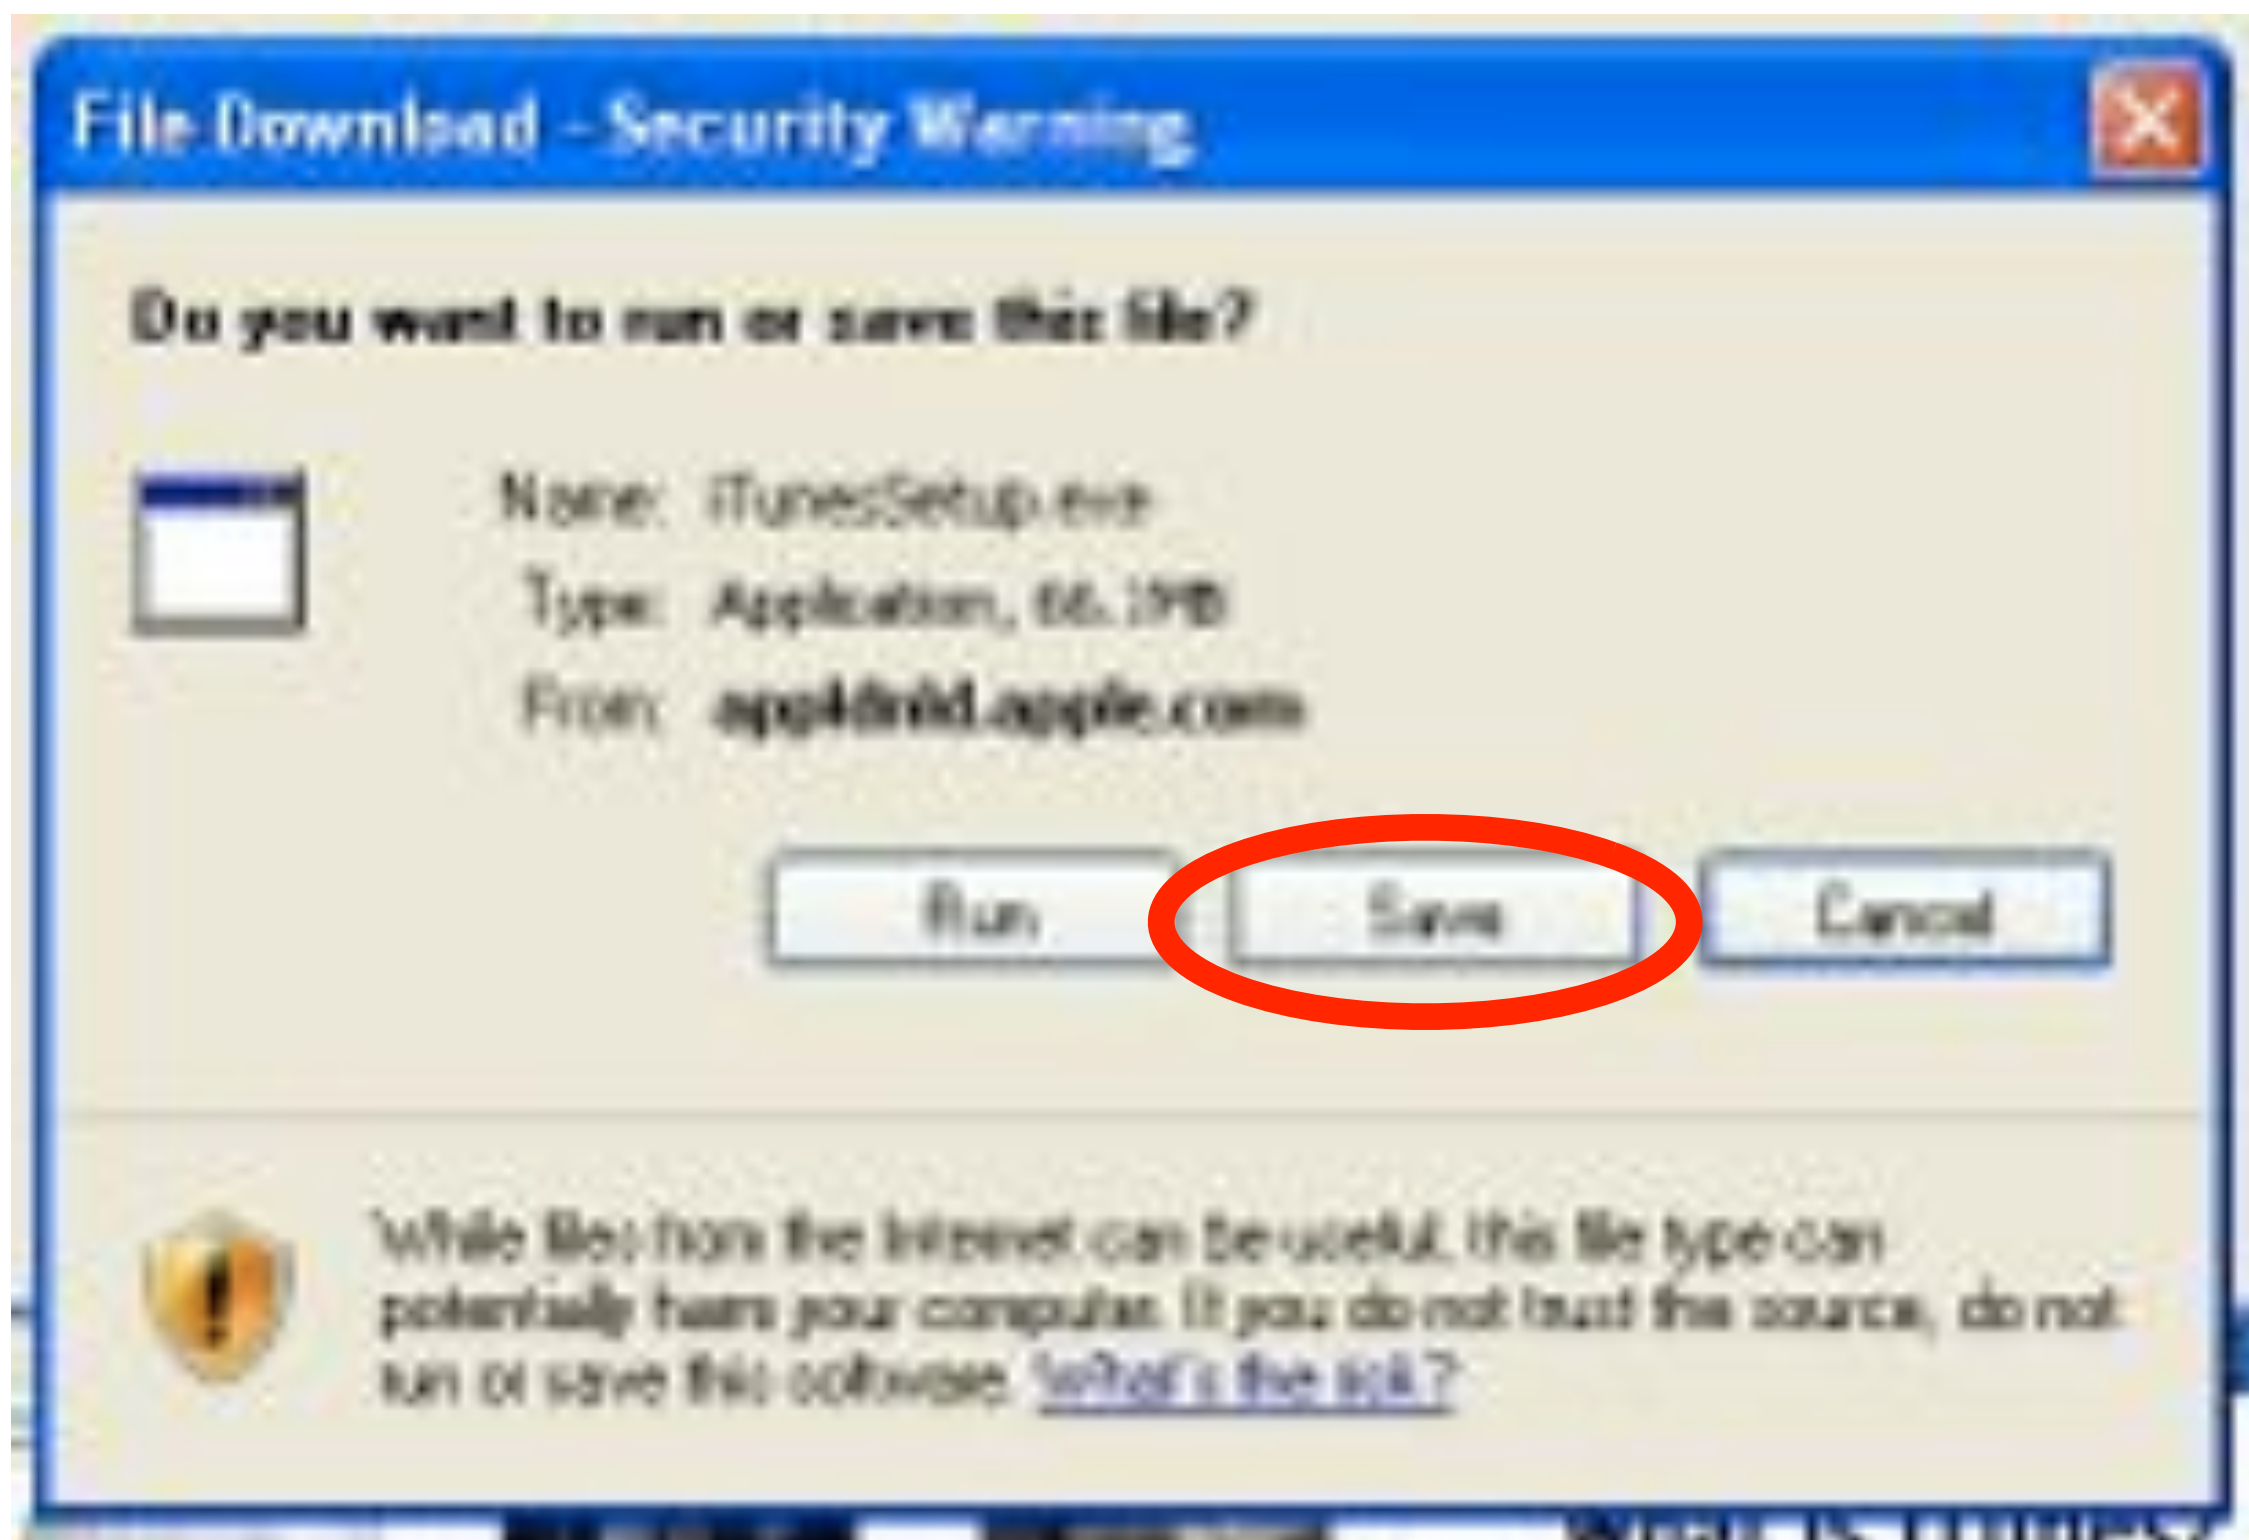 File Download - Security Warning
Do you want to run or save this file?
Name: iTunesSetup.exe
Type: Application,
From: appldnld.apple.com
Run Save Cancel
While files from the Internet can be useful, this file type can
potentially harm your computer. If you do not trust the source, do not
run or save this software. What's the risk?